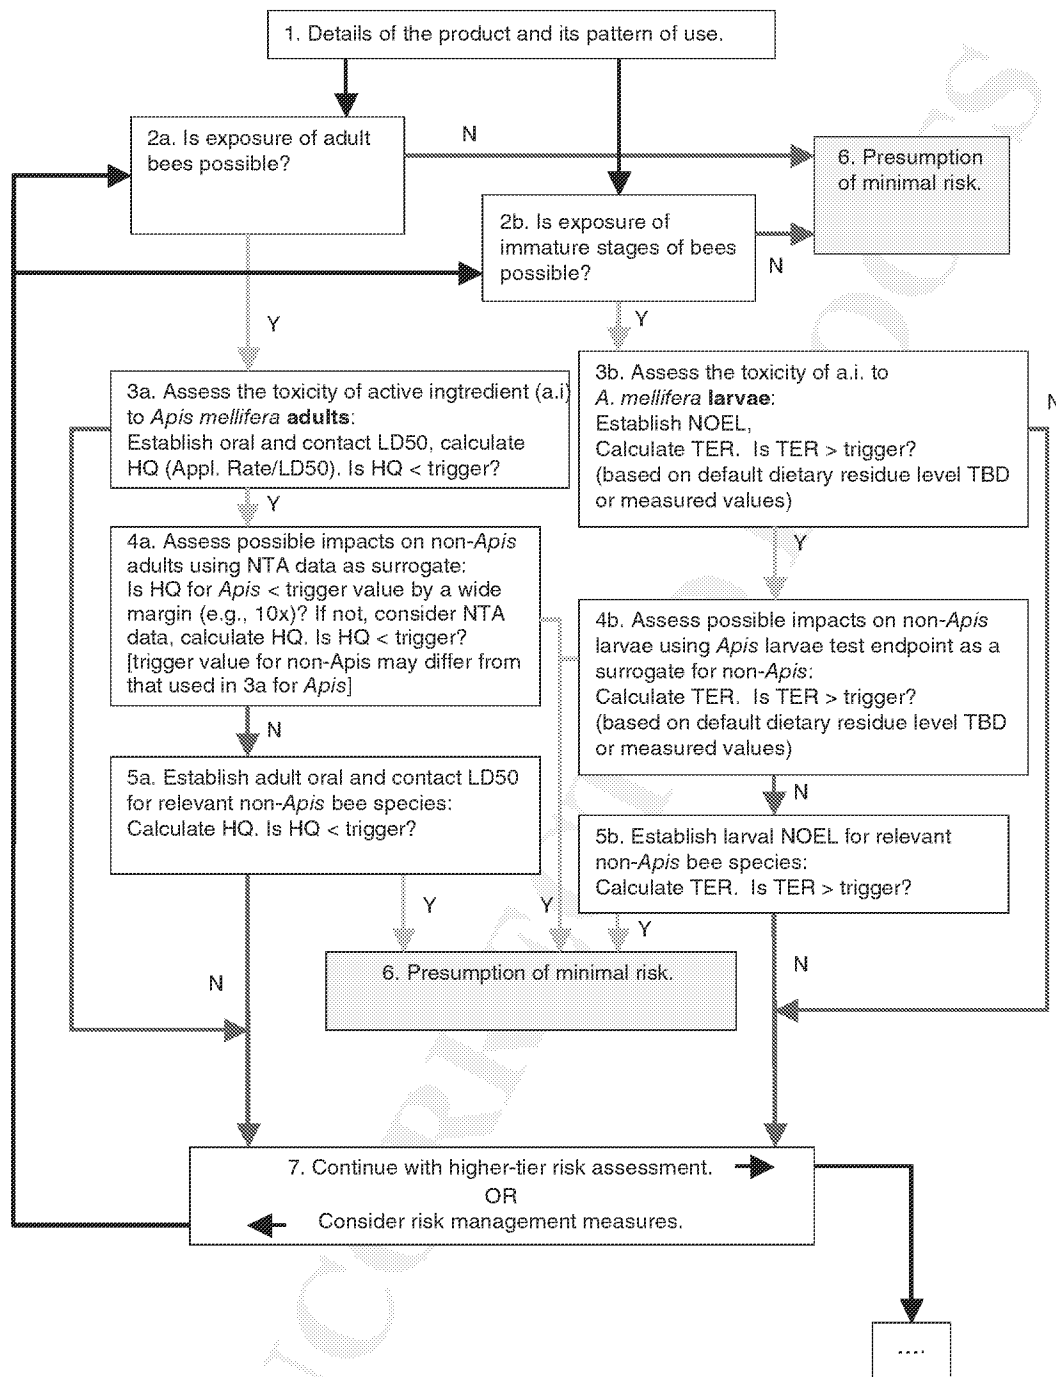 1. Details of the product and its pattern of use.
2a. Is exposure of adult
bees possible?
N
6. Presumption
of minimal risk.
2b. Is exposure of
immature stages of bees
possible?
N
Y
Y
3a. Assess the toxicity of active ingtredient (a.i)
to Apis mellifera adults:
Establish oral and contact LD50, calculate
HQ (Appl. Rate/LD50). Is HQ < trigger?
3b. Assess the toxicity of a.i. to
A. mellifera larvae:
Establish NOEL,
Calculate TER. Is TER > trigger?
(based on default dietary residue level TBD
or measured values)
N
Y
Y
4a. Assess possible impacts on non-Apis
adults using NTA data as surrogate:
Is HQ for Apis < trigger value by a wide
margin (e.g., 10x)? If not, consider NTA
data, calculate HQ. Is HQ < trigger?
[trigger value for non-Apis may differ from
that used in 3a for Apis]
4b. Assess possible impacts on non-Apis
larvae using Apis larvae test endpoint as a
surrogate for non-Apis:
Calculate TER. Is TER > trigger?
(based on default dietary residue level TBD
or measured values)
N
N
5a. Establish adult oral and contact LD50
for relevant non-Apis bee species:
Calculate HQ. Is HQ < trigger?
5b. Establish larval NOEL for relevant
non-Apis bee species:
Calculate TER. Is TER > trigger?
Y
Y
Y
6. Presumption of minimal risk.
N
N
7. Continue with higher-tier risk assessment.
OR
Consider risk management measures.
....